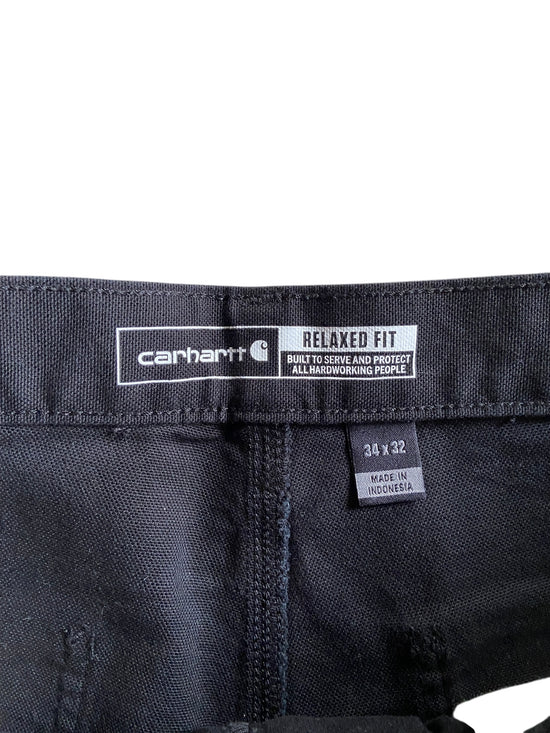 carhartt
RELAXED FIT
BUILT TO SERVE AND PROTECT
ALL HARDWORKING PEOPLE
34 x 32
MADE IN
INDONESIA